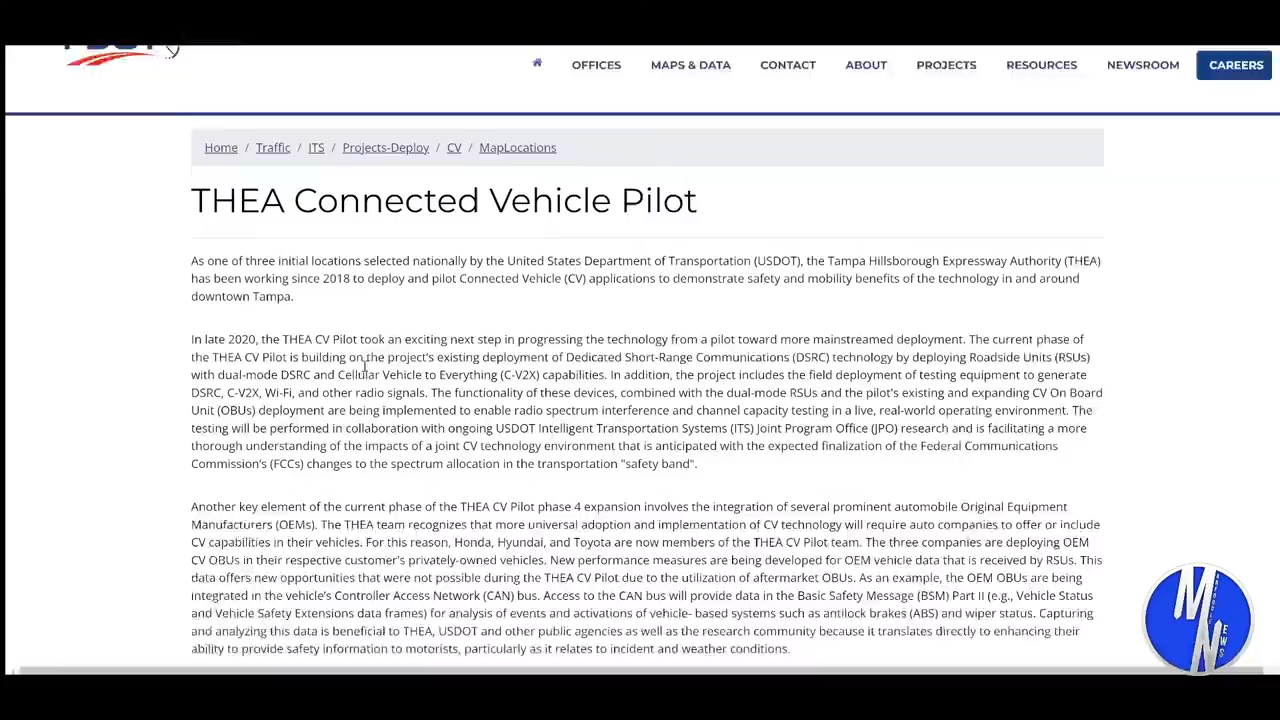 OFFICES MAPS & DATA CONTACT ABOUT PROJECTS RESOURCES NEWSROOM CAREERS
Home / Traffic / ITS / Projects-Deploy / CV / MapLocations
THEA Connected Vehicle Pilot
As one of three initial locations selected nationally by the United States Department of Transportation (USDOT), the Tampa Hillsborough Expressway Authority (THEA)
has been working since 2018 to deploy and pilot Connected Vehicle (CV) applications to demonstrate safety and mobility benefits of the technology in and around
downtown Tampa.
In late 2020, the THEA CV Pilot took an exciting next step in progressing the technology from a pilot toward more mainstreamed deployment. The current phase of
the THEA CV Pilot is building on the project's existing deployment of Dedicated Short-Range Communications (DSRC) technology by deploying Roadside Units (RSUs)
with dual-mode DSRC and Cellular Vehicle to Everything (C-V2X) capabilities. In addition, the project includes the field deployment of testing equipment to generate
DSRC, C-V2X, Wi-Fi, and other radio signals. The functionality of these devices, combined with the dual-mode RSUs and the pilot's existing and expanding CV On Board
Unit (OBUs) deployment are being implemented to enable radio spectrum interference and channel capacity testing in a live, real-world operating environment. The
testing will be performed in collaboration with ongoing USDOT Intelligent Transportation Systems (ITS) Joint Program Office (JPO) research and is facilitating a more
thorough understanding of the impacts of a joint CV technology environment that is anticipated with the expected finalization of the Federal Communications
Commission's (FCCs) changes to the spectrum allocation in the transportation "safety band".
Another key element of the current phase of the THEA CV Pilot phase 4 expansion involves the integration of several prominent automobile Original Equipment
Manufacturers (OEMs). The THEA team recognizes that more universal adoption and implementation of CV technology will require auto companies to offer or include
CV capabilities in their vehicles. For this reason, Honda, Hyundai, and Toyota are now members of the THEA CV Pilot team. The three companies are deploying OEM
CV OBUs in their respective customer's privately-owned vehicles. New performance measures are being developed for OEM vehicle data that is received by RSUs. This
data offers new opportunities that were not possible during the THEA CV Pilot due to the utilization of aftermarket OBUs. As an example, the OEM OBUs are being
integrated in the vehicle's Controller Access Network (CAN) bus. Access to the CAN bus will provide data in the Basic Safety Message (BSM) Part II (e.g., Vehicle Status
and Vehicle Safety Extensions data frames) for analysis of events and activations of vehicle- based systems such as antilock brakes (ABS) and wiper status. Capturing
and analyzing this data is beneficial to THEA, USDOT and other public agencies as well as the research community because it translates directly to enhancing their
ability to provide safety information to motorists, particularly as it relates to incident and weather conditions.